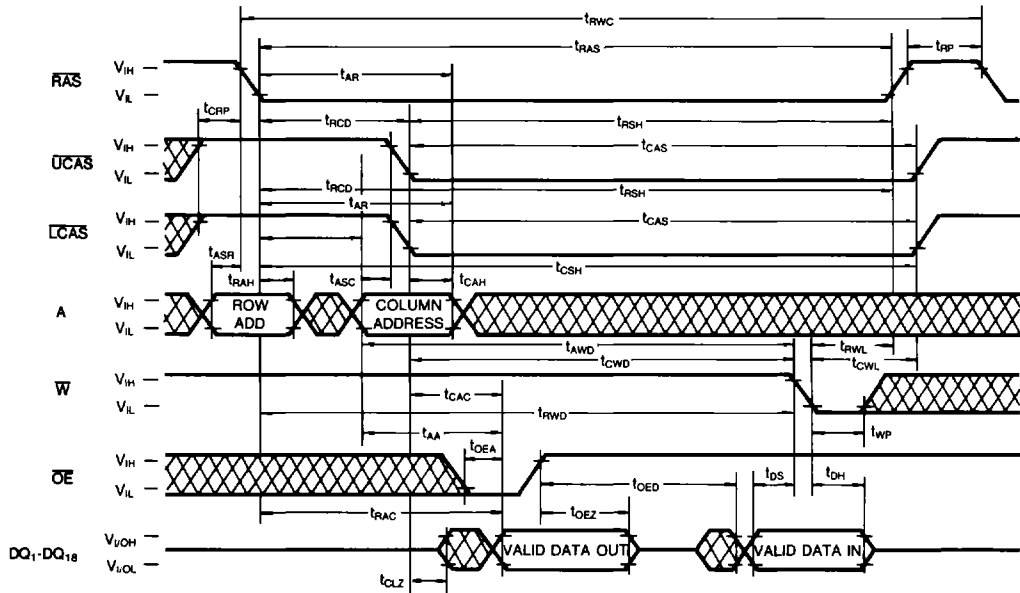 tRWC
tRAS
tRP
RAS
VIH
VIL
tAR
tCRP
tRCD
tRSH
UCAS
VIH
VIL
tCAS
tRCD
tRSH
tAR
LCAS
VIH
VIL
tCAS
tASR
tCSH
tRAH
tASC
tCAH
A
VIH
VIL
ROW
ADD
COLUMN
ADDRESS
tAWD
tRWL
tCWD
tCWL
W
VIH
VIL
tCAC
tRWD
tAA
tWP
OE
VIH
VIL
tOEA
tOED
tDS
tDH
tRAC
tOEZ
DQ1-DQ18
VI/OH
VI/OL
VALID DATA OUT
VALID DATA IN
tCLZ